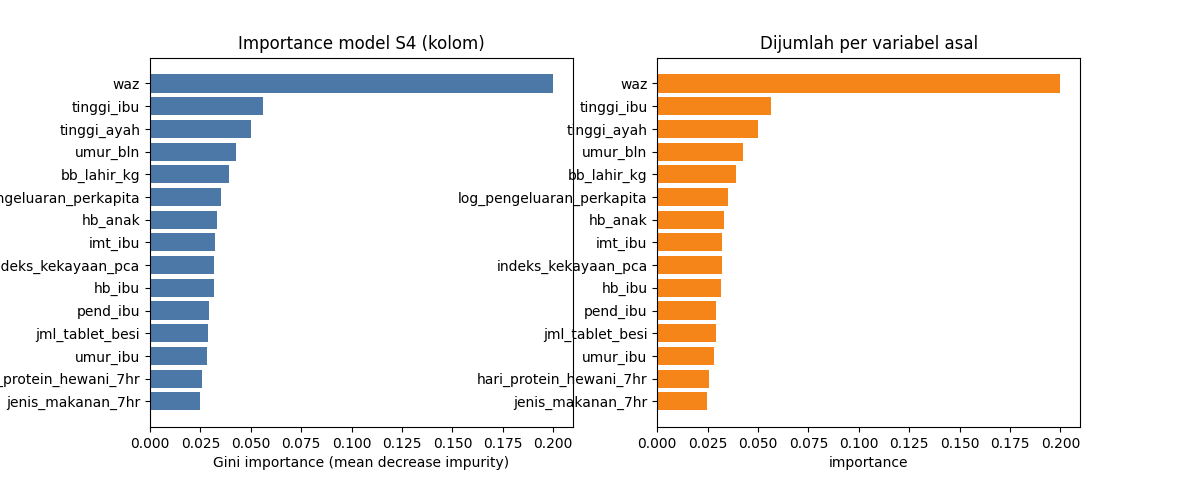 Importance model S4 (kolom)
waz
tinggi_ibu
tinggi_ayah
umur_bln
bb_lahir_kg
ngeluaran_perkapita
hb_anak
imt_ibu
ndeks_kekayaan_pca
hb_ibu
pend_ibu
jml_tablet_besi
umur_ibu
_protein_hewani_7hr
jenis_makanan_7hr
0.000 0.025 0.050 0.075 0.100 0.125 0.150 0.175 0.200
Gini importance (mean decrease impurity)
Dijumlah per variabel asal
waz
tinggi_ibu
tinggi_ayah
umur_bln
bb_lahir_kg
log_pengeluaran_perkapita
hb_anak
imt_ibu
indeks_kekayaan_pca
hb_ibu
pend_ibu
jml_tablet_besi
umur_ibu
hari_protein_hewani_7hr
jenis_makanan_7hr
0.000 0.025 0.050 0.075 0.100 0.125 0.150 0.175 0.200
importance